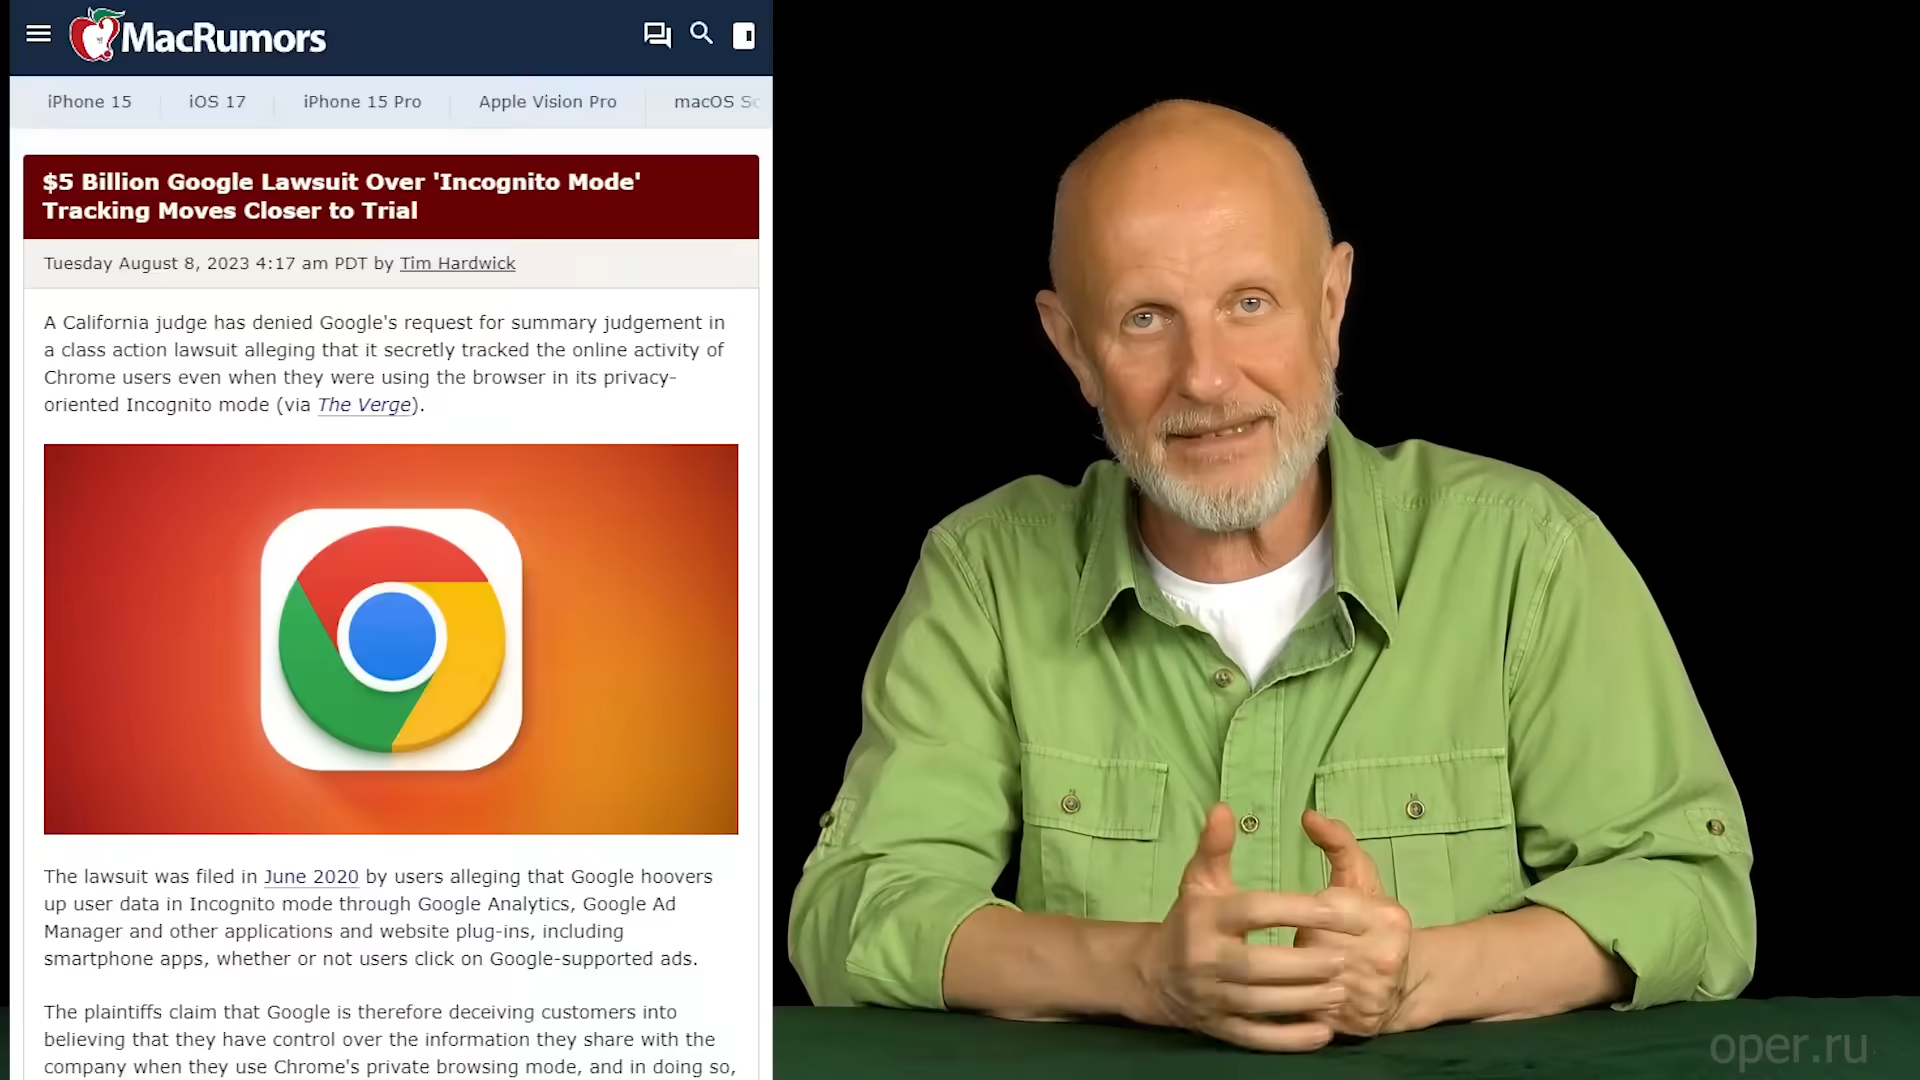 MacRumors
iPhone 15
iOS 17
iPhone 15 Pro
Apple Vision Pro
macOS Sc
$5 Billion Google Lawsuit Over 'Incognito Mode'
Tracking Moves Closer to Trial
Tuesday August 8, 2023 4:17 am PDT by Tim Hardwick
A California judge has denied Google's request for summary judgement in
a class action lawsuit alleging that it secretly tracked the online activity of
Chrome users even when they were using the browser in its privacy-
oriented Incognito mode (via The Verge).
The lawsuit was filed in June 2020 by users alleging that Google hoovers
up user data in Incognito mode through Google Analytics, Google Ad
Manager and other applications and website plug-ins, including
smartphone apps, whether or not users click on Google-supported ads.
The plaintiffs claim that Google is therefore deceiving customers into
believing that they have control over the information they share with the
company when they use Chrome's private browsing mode, and in doing so,
oper.ru